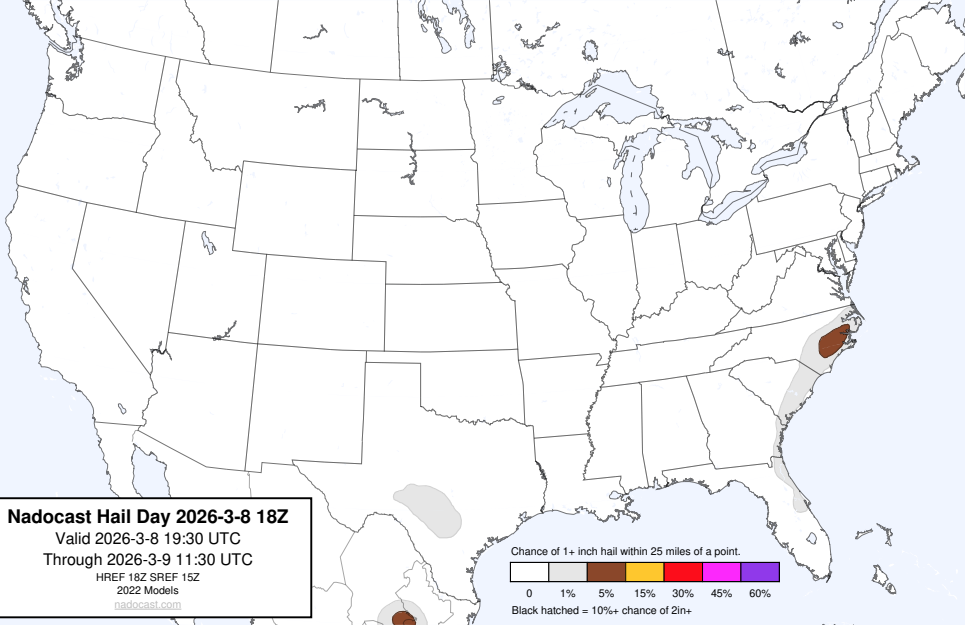 Nadocast Hail Day 2026-3-8 18Z
Valid 2026-3-8 19:30 UTC
Through 2026-3-9 11:30 UTC
HREF 18Z SREF 15Z
2022 Models
nadocast.com
Chance of 1+ inch hail within 25 miles of a point.
0 1% 5% 15% 30% 45% 60%
Black hatched = 10%+ chance of 2in+